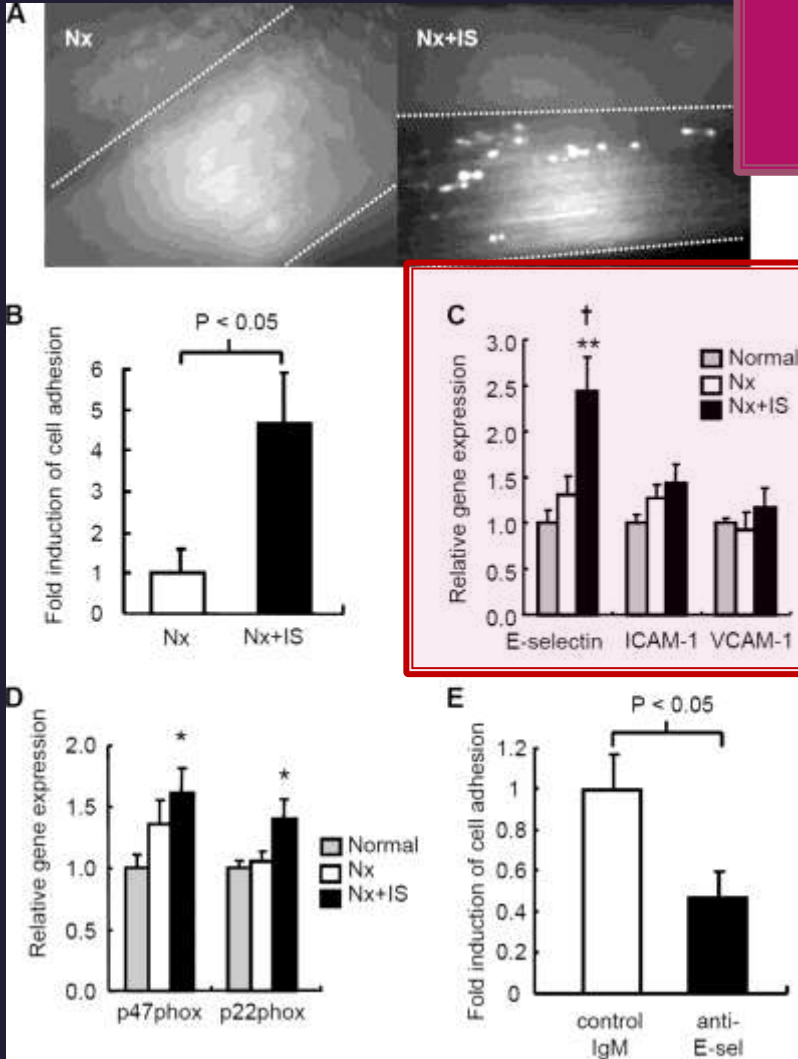 A
Nx
Nx+IS
B
P < 0.05
Fold induction of cell adhesion
6
5
4
3
2
1
0
Nx
Nx+IS
C
Relative gene expression
3.0
2.5
2.0
1.5
1.0
0.5
0.0
†
**
Normal
Nx
Nx+IS
E-selectin
ICAM-1
VCAM-1
D
Relative gene expression
2.0
1.5
1.0
0.5
0.0
*
*
Normal
Nx
Nx+IS
p47phox
p22phox
E
P < 0.05
Fold induction of cell adhesion
1.2
1
0.8
0.6
0.4
0.2
0
control
IgM
anti-
E-sel